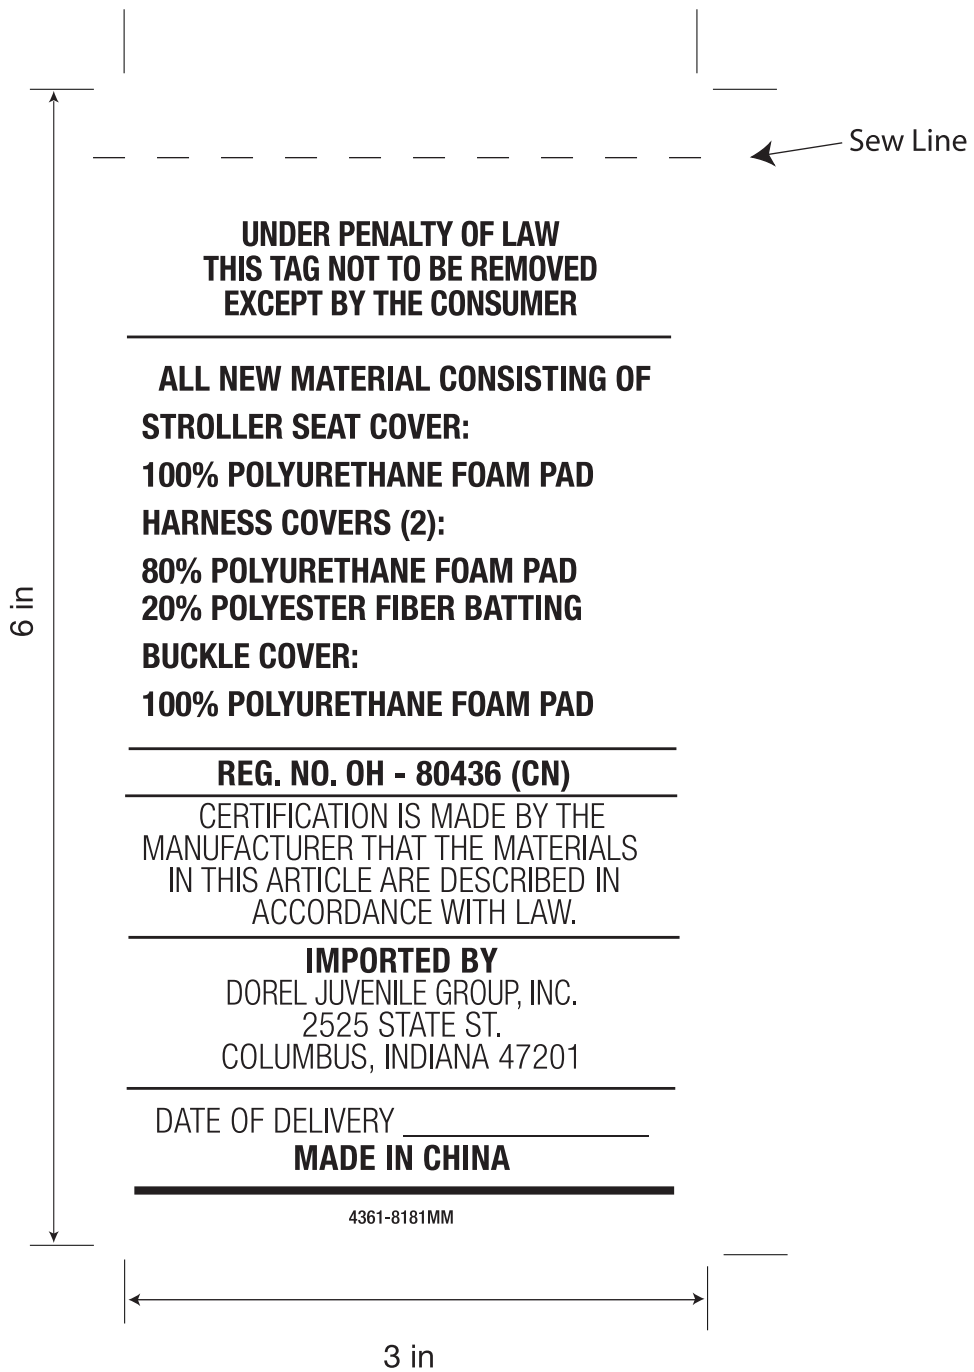 Sew Line
UNDER PENALTY OF LAW
THIS TAG NOT TO BE REMOVED
EXCEPT BY THE CONSUMER
ALL NEW MATERIAL CONSISTING OF
STROLLER SEAT COVER:
100% POLYURETHANE FOAM PAD
HARNESS COVERS (2):
80% POLYURETHANE FOAM PAD
20% POLYESTER FIBER BATTING
BUCKLE COVER:
100% POLYURETHANE FOAM PAD
REG. NO. OH - 80436 (CN)
CERTIFICATION IS MADE BY THE
MANUFACTURER THAT THE MATERIALS
IN THIS ARTICLE ARE DESCRIBED IN
ACCORDANCE WITH LAW.
IMPORTED BY
DOREL JUVENILE GROUP, INC.
2525 STATE ST.
COLUMBUS, INDIANA 47201
DATE OF DELIVERY
MADE IN CHINA
4361-8181MM
6 in
3 in